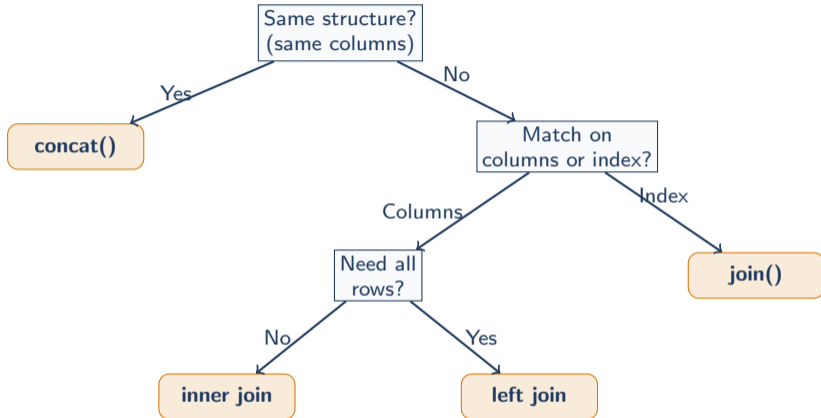 Same structure?
(same columns)
Yes
No
concat()
Match on
columns or index?
Columns
Index
Need all
rows?
join()
No
Yes
inner join
left join